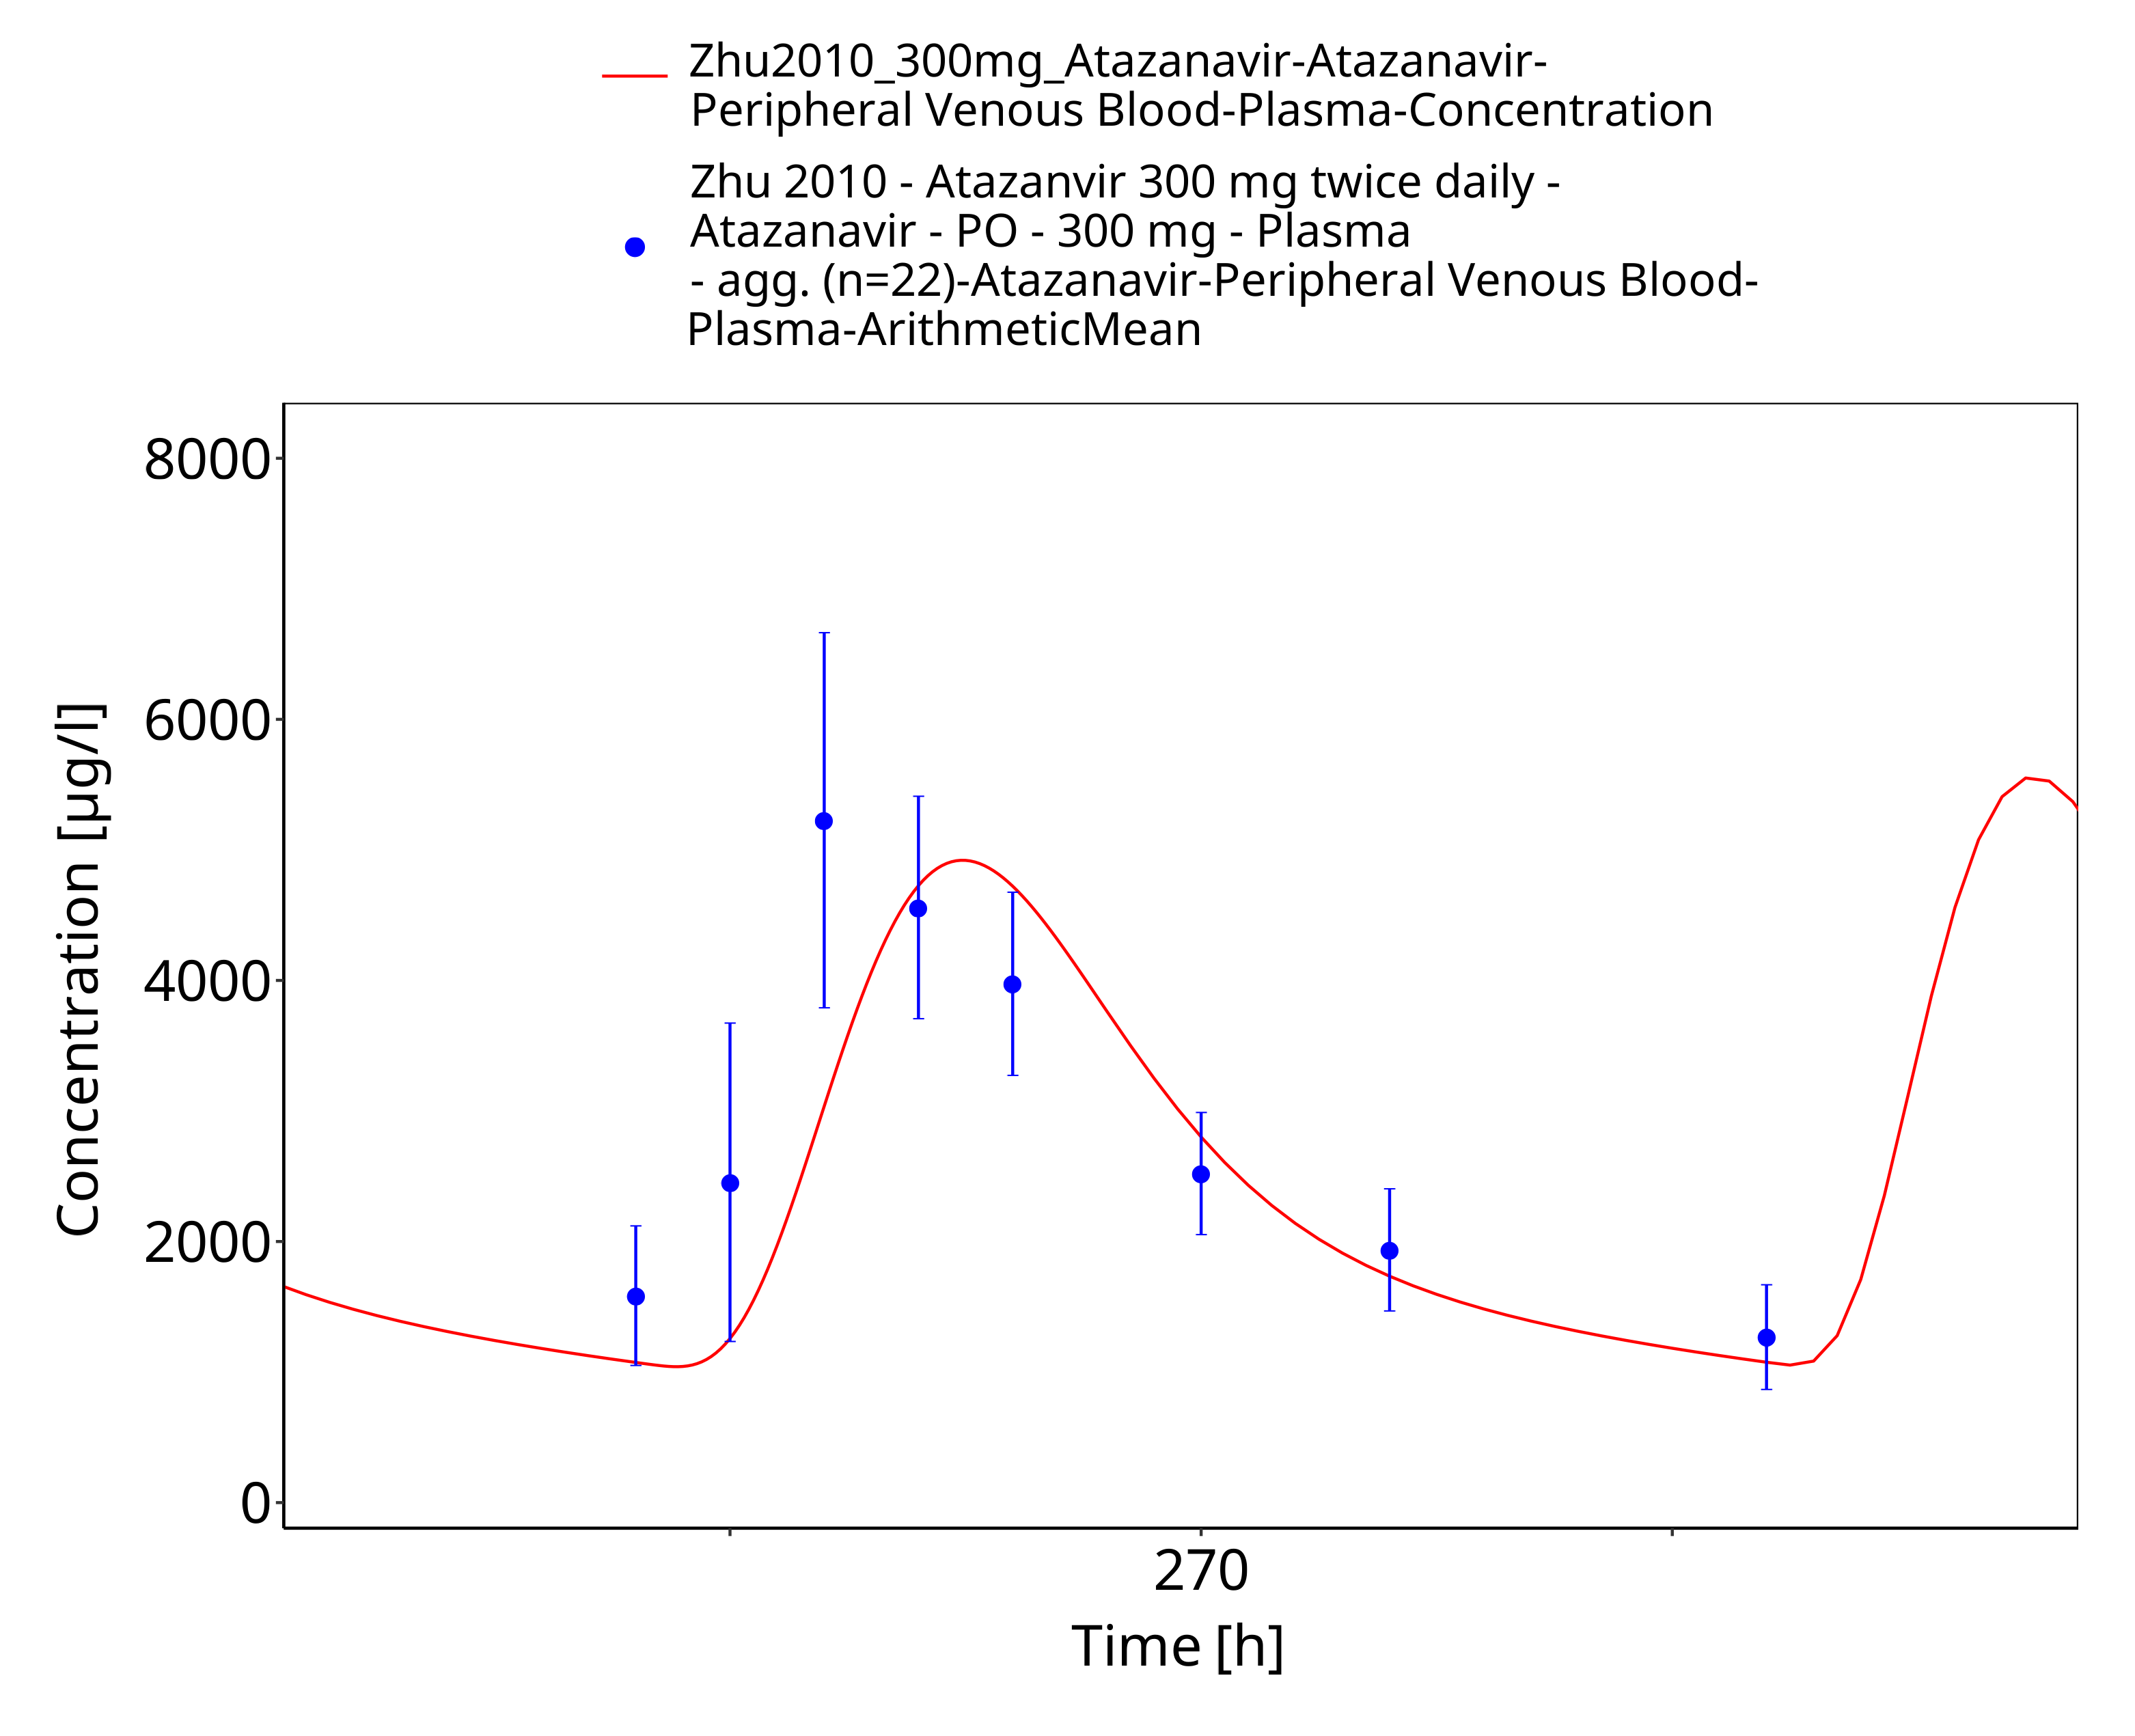 Zhu2010_300mg_Atazanavir-Atazanavir-
Peripheral Venous Blood-Plasma-Concentration
Zhu 2010 - Atazanvir 300 mg twice daily -
Atazanavir - PO - 300 mg - Plasma
- agg. (n=22)-Atazanavir-Peripheral Venous Blood-
Plasma-ArithmeticMean
8000
6000
4000
2000
0
Concentration [µg/l]
270
Time [h]